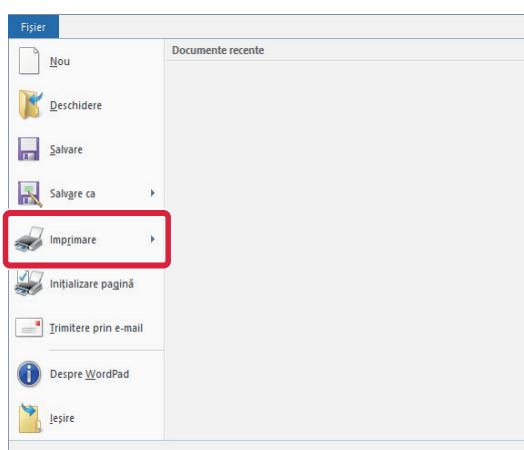 Fișier
Documente recente
Nou
Deschidere
Salvare
Salvare ca
Imprimare
Inițializare pagină
Trimitere prin e-mail
Despre WordPad
Ieșire